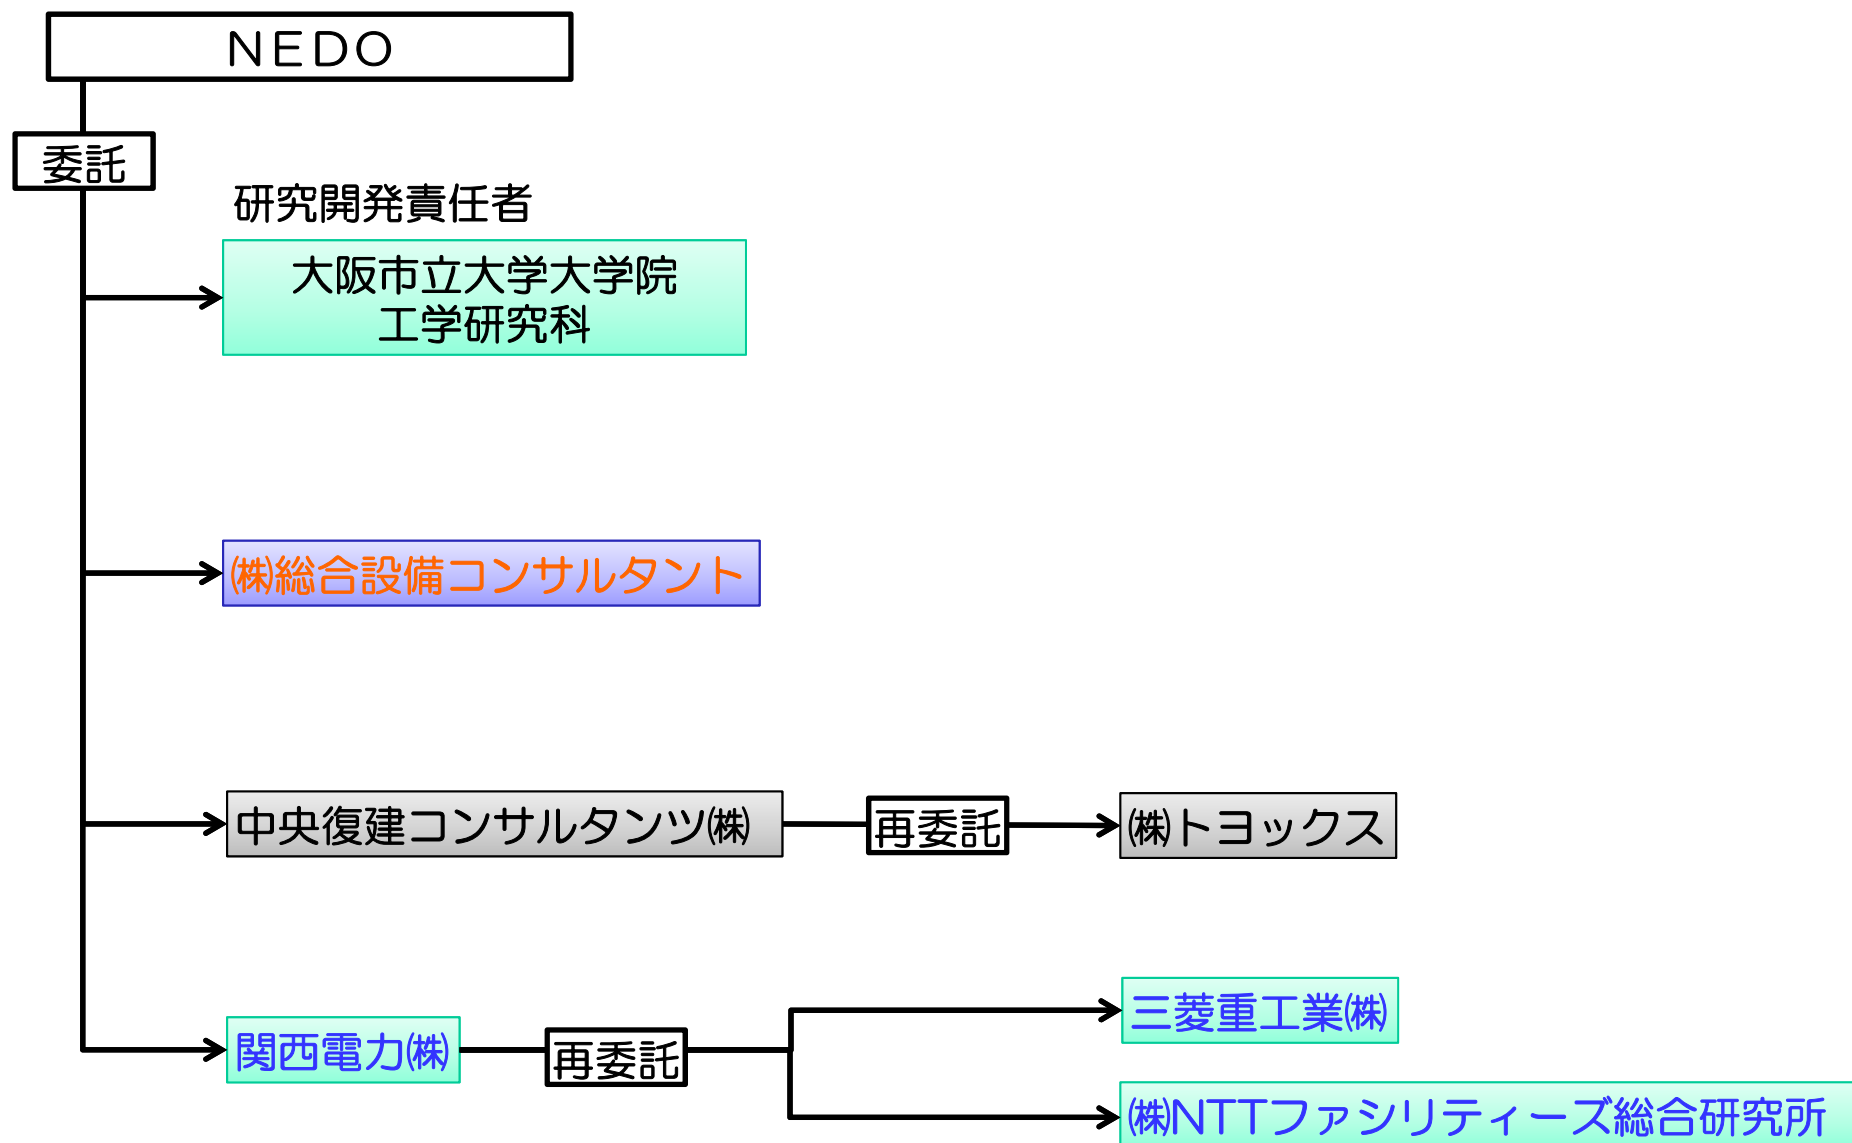 NEDO
委託
研究開発責任者
大阪市立大学大学院
工学研究科
㈱総合設備コンサルタント
中央復建コンサルタンツ㈱
再委託
㈱トヨックス
三菱重工業㈱
関西電力㈱
再委託
㈱NTTファシリティーズ総合研究所